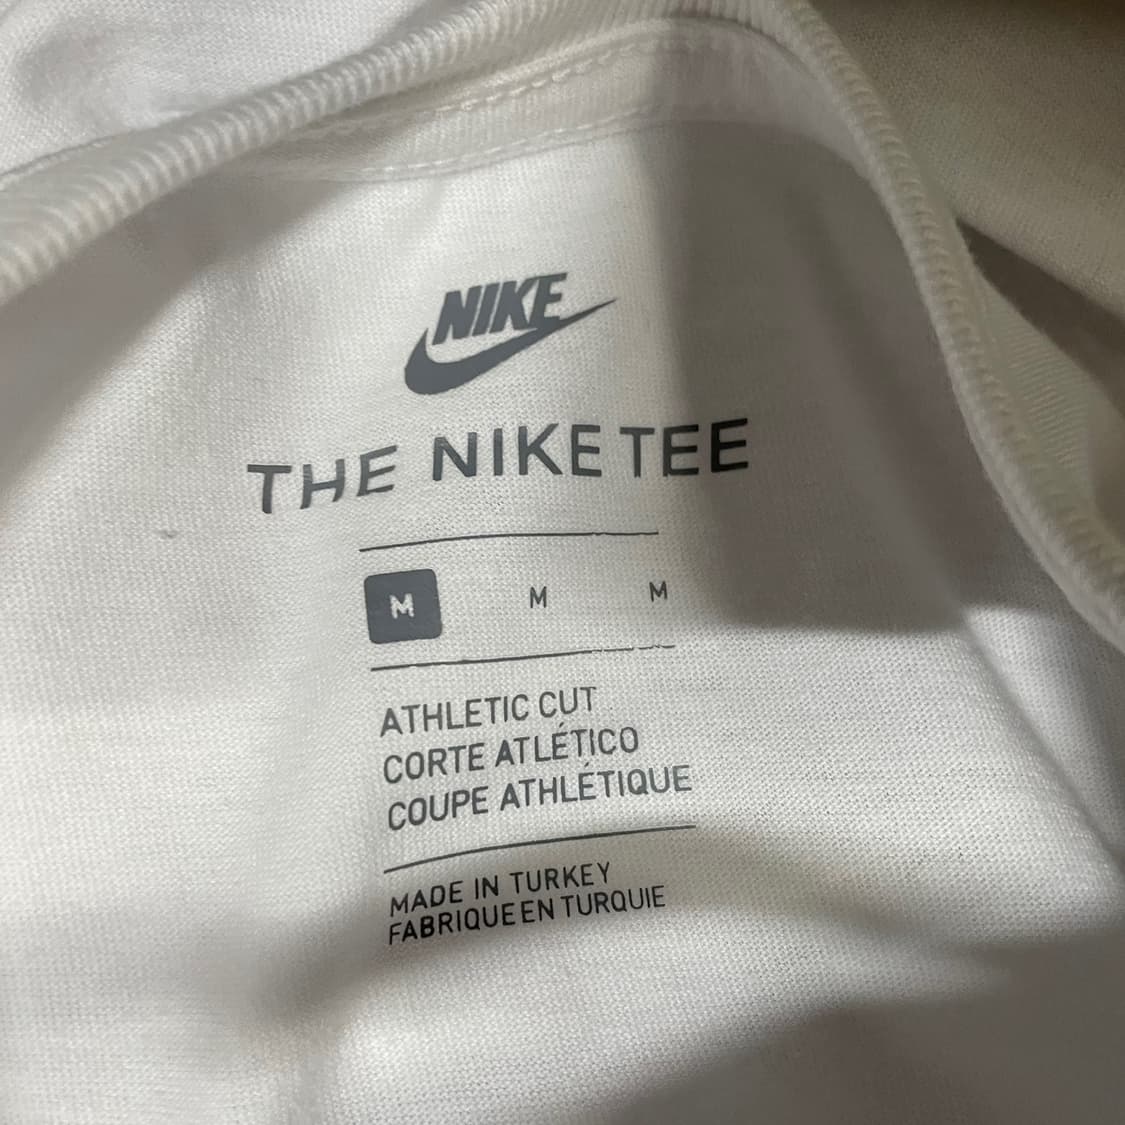 NIKE
THE NIKE TEE
M M M
ATHLETIC CUT
CORTE ATLÉTICO
COUPE ATHLÉTIQUE
MADE IN TURKEY
FABRIQUE EN TURQUIE